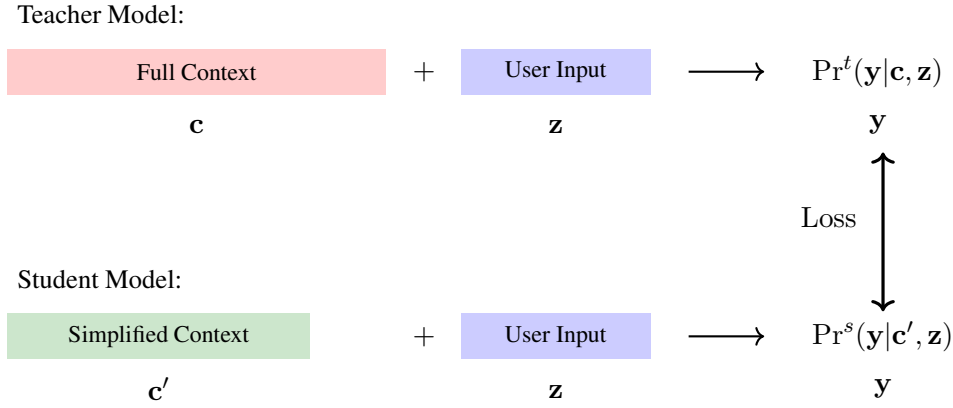 Teacher Model:
Full Context + User Input ⟶ Pr^t(y|c, z)
c z y
Loss
Student Model:
Simplified Context + User Input ⟶ Pr^s(y|c′, z)
c′ z y